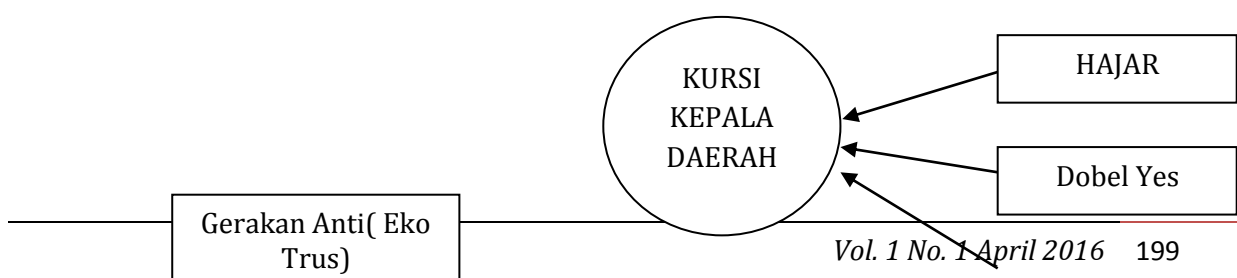 KURSI
KEPALA
DAERAH
HAJAR
Dobel Yes
Gerakan Anti( Eko
Trus)
Vol. 1 No. 1 April 2016 199